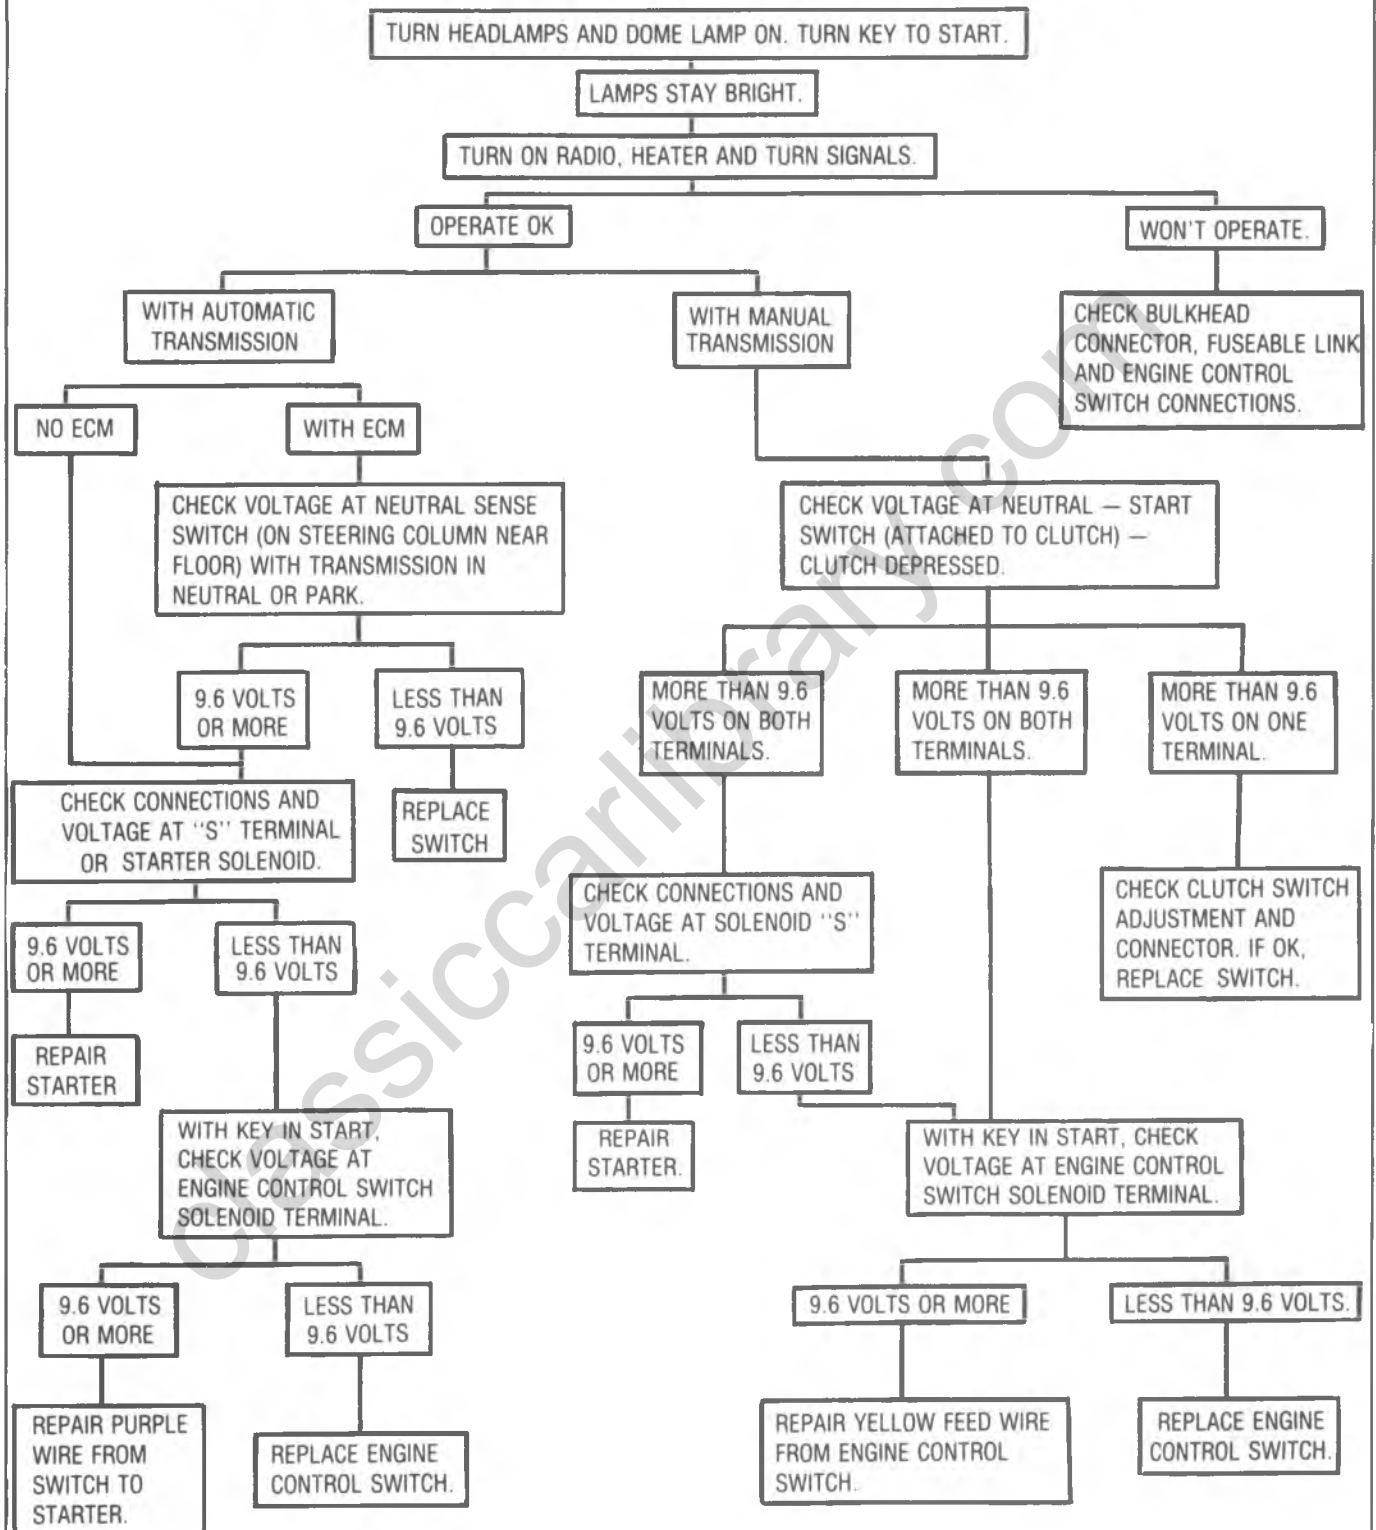 TURN HEADLAMPS AND DOME LAMP ON. TURN KEY TO START.
LAMPS STAY BRIGHT.
TURN ON RADIO, HEATER AND TURN SIGNALS.
OPERATE OK
WON'T OPERATE.
WITH AUTOMATIC
TRANSMISSION
WITH MANUAL
TRANSMISSION
CHECK BULKHEAD
CONNECTOR, FUSEABLE LINK
AND ENGINE CONTROL
SWITCH CONNECTIONS.
NO ECM
WITH ECM
CHECK VOLTAGE AT NEUTRAL SENSE
SWITCH (ON STEERING COLUMN NEAR
FLOOR) WITH TRANSMISSION IN
NEUTRAL OR PARK.
CHECK VOLTAGE AT NEUTRAL — START
SWITCH (ATTACHED TO CLUTCH) —
CLUTCH DEPRESSED.
9.6 VOLTS
OR MORE
LESS THAN
9.6 VOLTS
MORE THAN 9.6
VOLTS ON BOTH
TERMINALS.
MORE THAN 9.6
VOLTS ON BOTH
TERMINALS.
MORE THAN 9.6
VOLTS ON ONE
TERMINAL.
CHECK CONNECTIONS AND
VOLTAGE AT "S" TERMINAL
OR STARTER SOLENOID.
REPLACE
SWITCH
CHECK CONNECTIONS AND
VOLTAGE AT SOLENOID "S"
TERMINAL.
CHECK CLUTCH SWITCH
ADJUSTMENT AND
CONNECTOR. IF OK,
REPLACE SWITCH.
9.6 VOLTS
OR MORE
LESS THAN
9.6 VOLTS
9.6 VOLTS
OR MORE
LESS THAN
9.6 VOLTS
REPAIR
STARTER
REPAIR
STARTER.
WITH KEY IN START,
CHECK VOLTAGE AT
ENGINE CONTROL SWITCH
SOLENOID TERMINAL.
WITH KEY IN START, CHECK
VOLTAGE AT ENGINE CONTROL
SWITCH SOLENOID TERMINAL.
9.6 VOLTS
OR MORE
LESS THAN
9.6 VOLTS
9.6 VOLTS OR MORE
LESS THAN 9.6 VOLTS.
REPAIR PURPLE
WIRE FROM
SWITCH TO
STARTER.
REPLACE ENGINE
CONTROL SWITCH.
REPAIR YELLOW FEED WIRE
FROM ENGINE CONTROL
SWITCH.
REPLACE ENGINE
CONTROL SWITCH.
classiccarlibrary.com